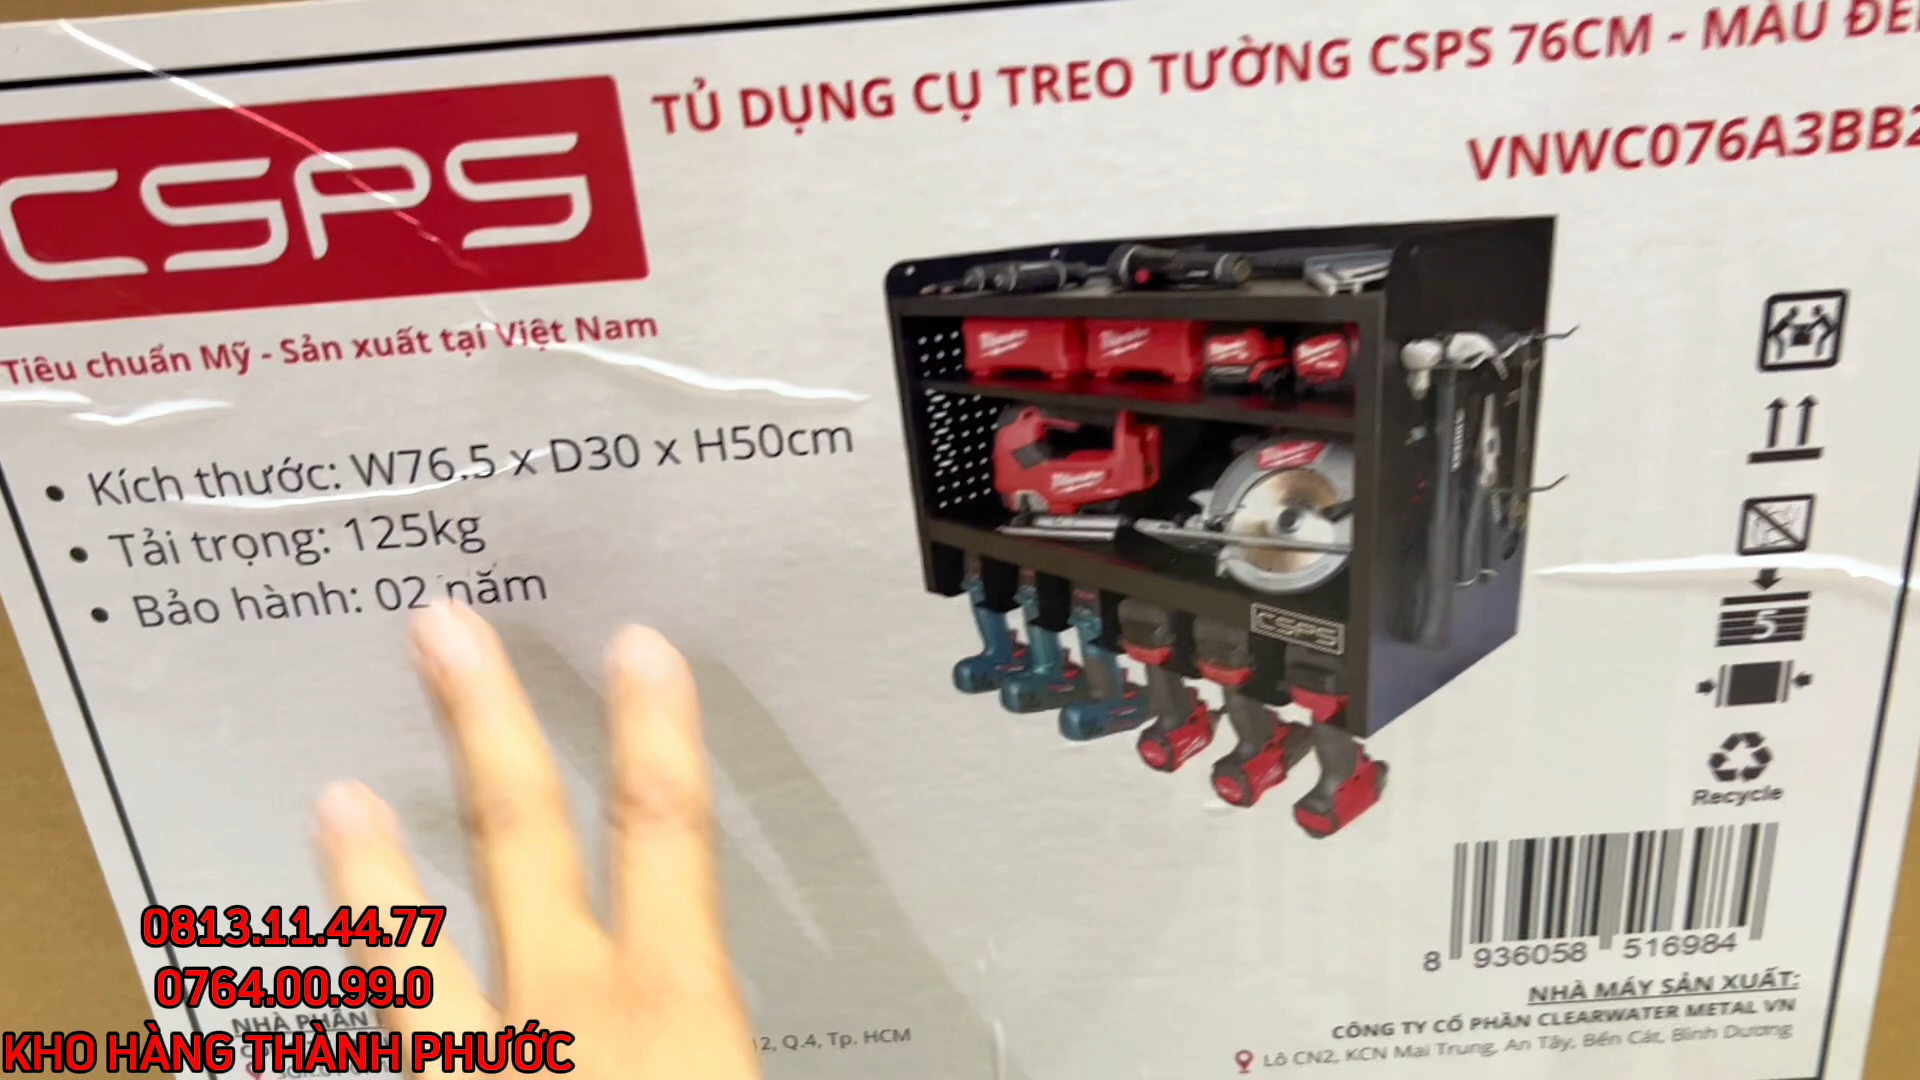 TỦ DỤNG CỤ TREO TƯỜNG CSPS 76CM - MÀU
VNWC076A3BB
CSPS
Tiêu chuẩn Mỹ - Sản xuất tại Việt Nam
• Kích thước: W76.5 x D30 x H50cm
• Tải trọng: 125kg
• Bảo hành: 02 năm
Milwaukee
Milwaukee
CSPS
5
Recycle
8 936058 516984
NHÀ MÁY SẢN XUẤT:
CÔNG TY CỔ PHẦN CLEARWATER METAL VN
Lô CN2, KCN Mai Trung, An Tây, Bến Cát, Bình Dương
NHÀ PHÂN
12, Q.4, Tp. HCM
0813.11.44.77
0764.00.99.0
KHO HÀNG THÀNH PHƯỚC